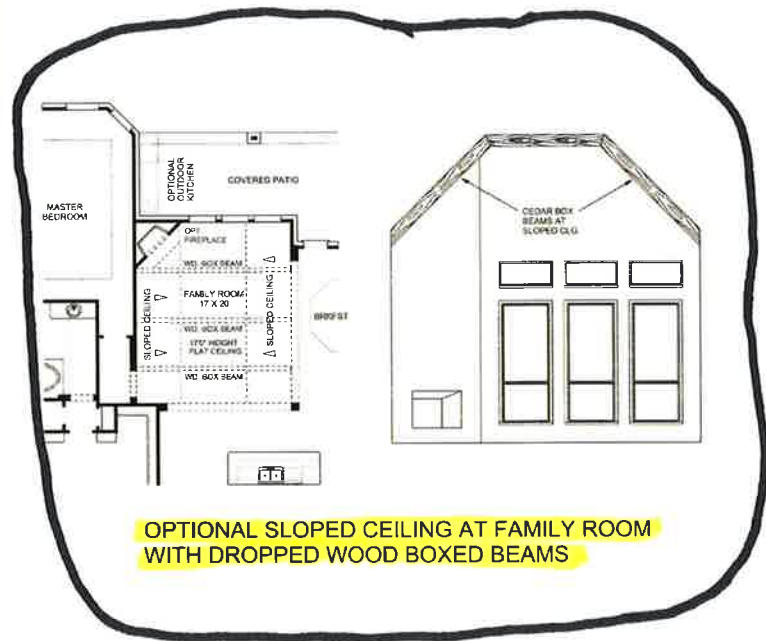 OPTIONAL
OUTDOOR
KITCHEN
COVERED PATIO
MASTER
BEDROOM
OPT.
FIREPLACE
WD. BOX BEAM
SLOPED CEILING
FAMILY ROOM
17 X 20
SLOPED CEILING
BRKFST
WD. BOX BEAM
HEIGHT
FLAT CEILING
WD. BOX BEAM
CEDAR BOX
BEAMS AT
SLOPED CLG.
OPTIONAL SLOPED CEILING AT FAMILY ROOM
WITH DROPPED WOOD BOXED BEAMS